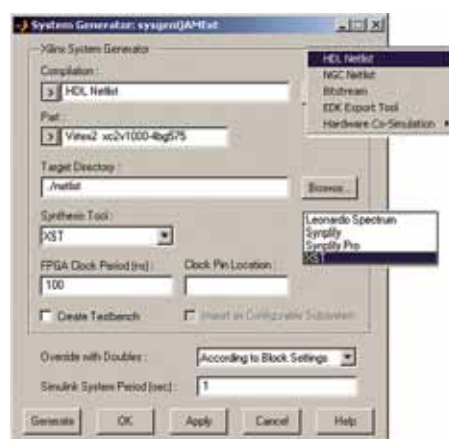 System Generator: sysgenQAMExt
Xilinx System Generator
Compilation :
> HDL Netlist
HDL Netlist
NGC Netlist
Bitstream
EDK Export Tool
Hardware Co-Simulation
Part :
> Virtex2 xc2v1000-4bg575
Target Directory :
./netlist
Browse...
Synthesis Tool :
XST
Leonardo Spectrum
Synplify
Synplify Pro
XST
FPGA Clock Period (ns) :
Clock Pin Location :
100
Create Testbench
Import as Configurable Subsystem
Override with Doubles :
According to Block Settings
Simulink System Period (sec) :
1
Generate
OK
Apply
Cancel
Help